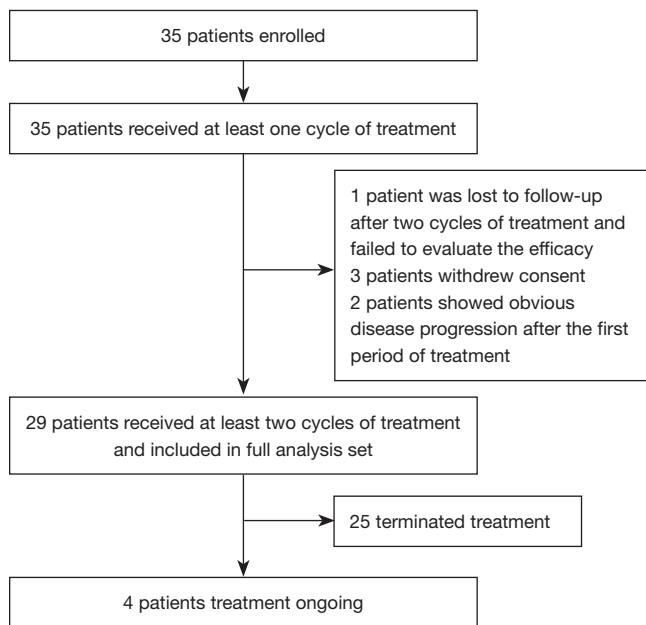 35 patients enrolled
35 patients received at least one cycle of treatment
1 patient was lost to follow-up
after two cycles of treatment and
failed to evaluate the efficacy
3 patients withdrew consent
2 patients showed obvious
disease progression after the first
period of treatment
29 patients received at least two cycles of treatment
and included in full analysis set
25 terminated treatment
4 patients treatment ongoing